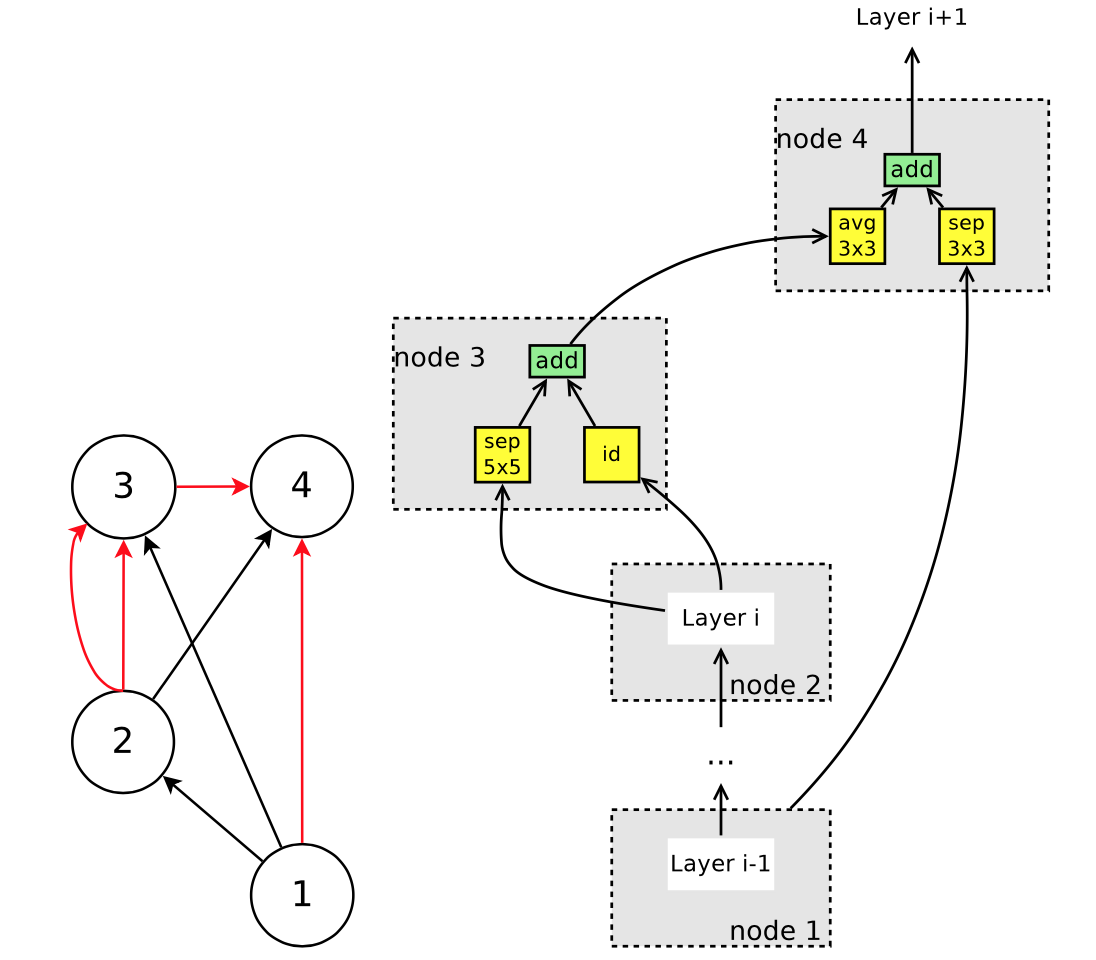 Layer i+1
node 4
add
avg
3x3
sep
3x3
node 3
add
sep
5x5
id
3
4
Layer i
node 2
2
...
Layer i-1
1
node 1